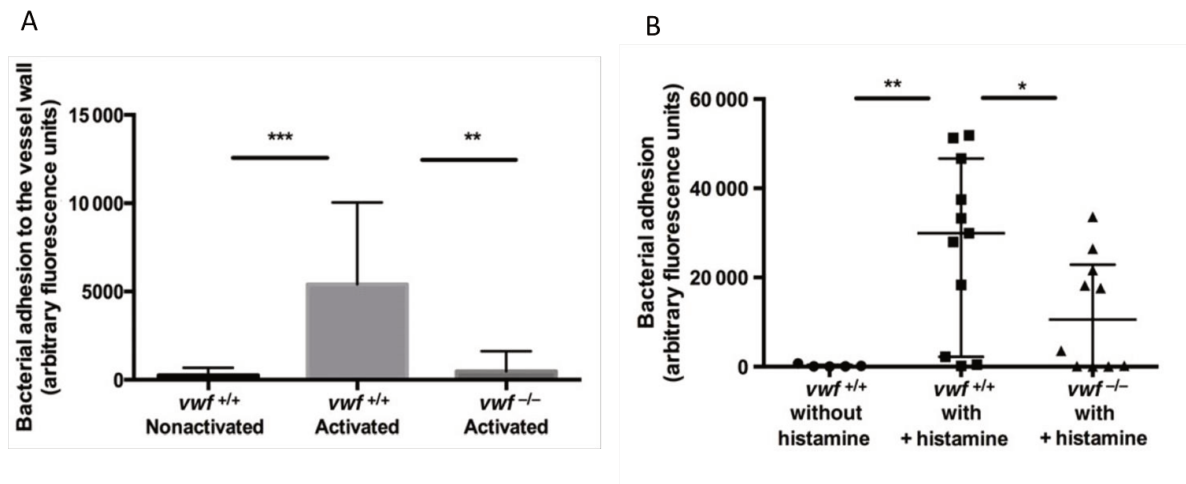 A
B
Bacterial adhesion to the vessel wall
(arbitrary fluorescence units)
15 000
10 000
5000
0
***
**
vwf +/+
Nonactivated
vwf +/+
Activated
vwf –/–
Activated
Bacterial adhesion
(arbitrary fluorescence units)
60 000
40 000
20 000
0
**
*
vwf +/+
without
histamine
vwf +/+
with
+ histamine
vwf –/–
with
+ histamine